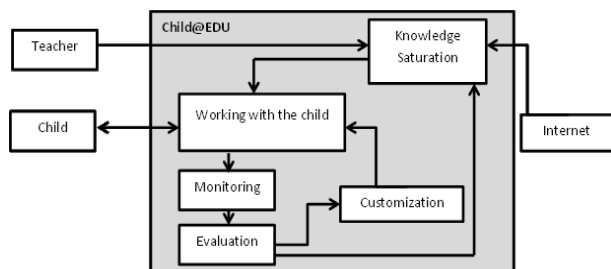 Child@EDU
Teacher
Knowledge
Saturation
Child
Working with the child
Internet
Monitoring
Customization
Evaluation